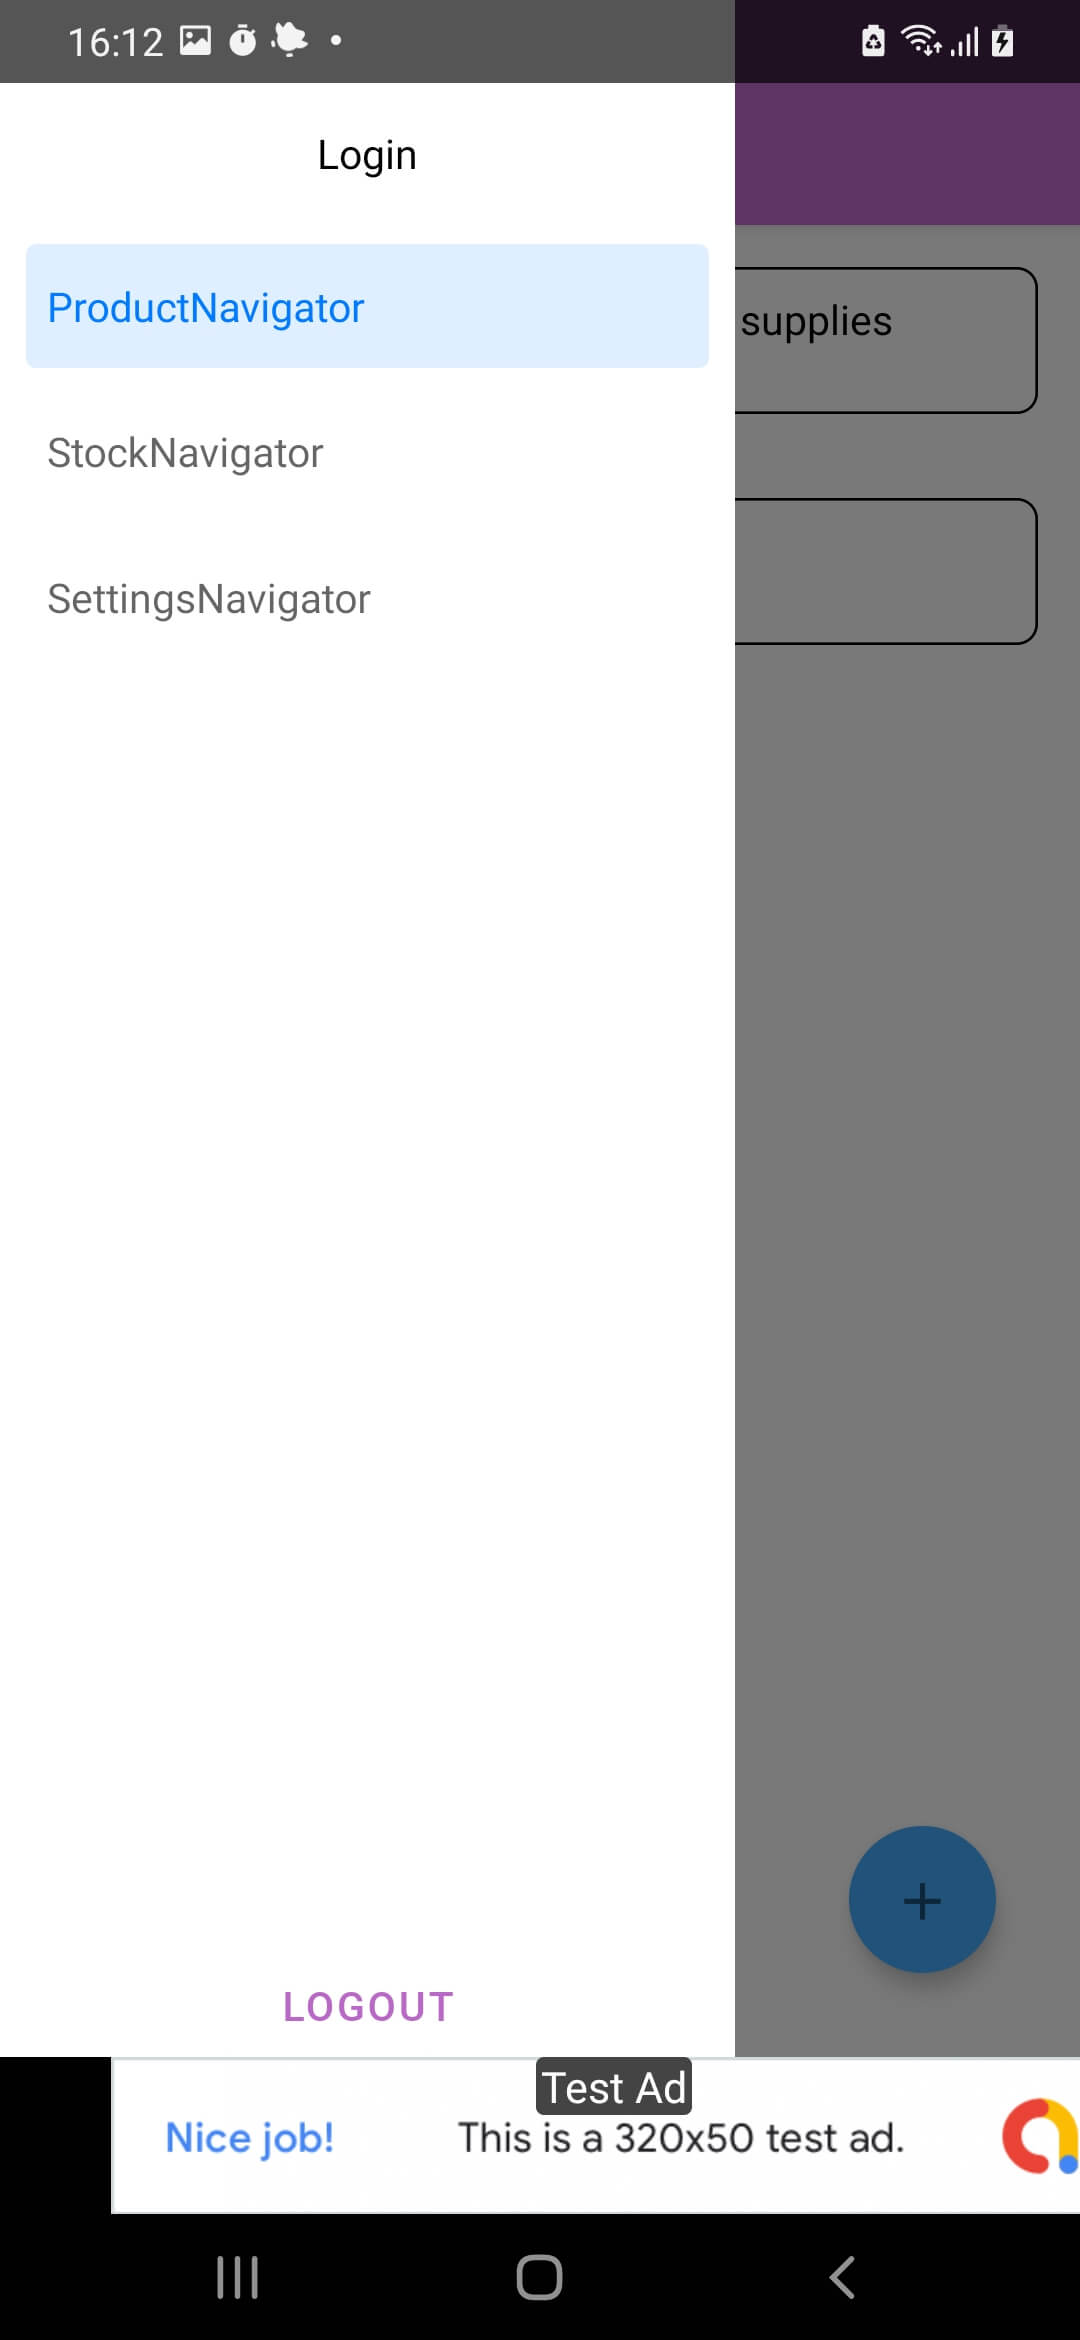 16:12
Login
ProductNavigator
supplies
StockNavigator
SettingsNavigator
+
LOGOUT
Test Ad
Nice job! This is a 320x50 test ad.